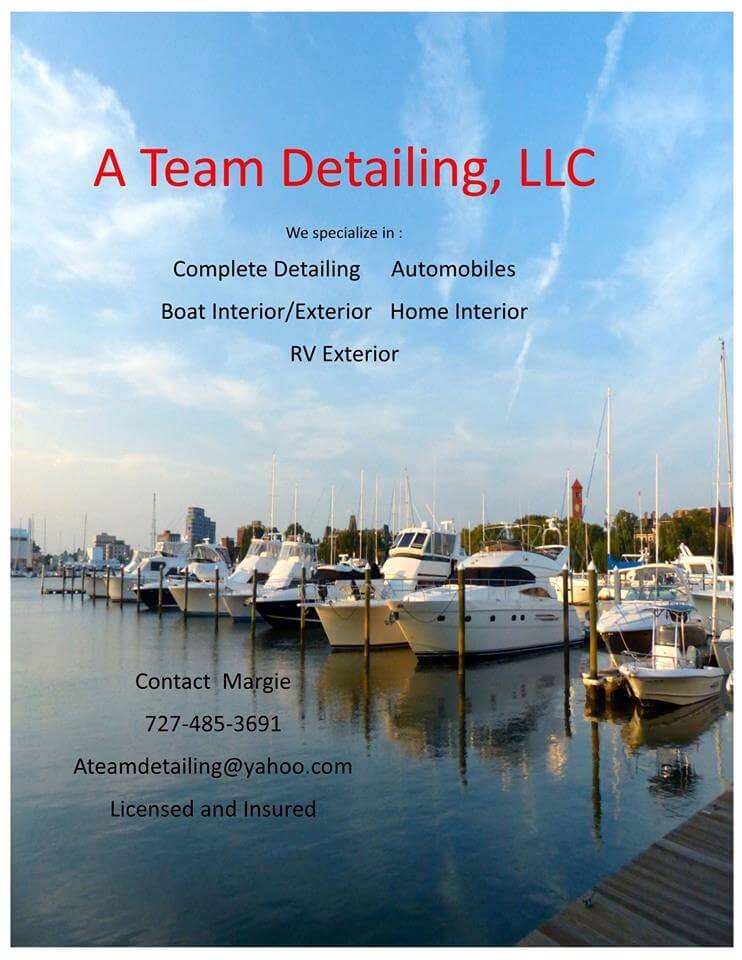 A Team Detailing, LLC
We specialize in :
Complete Detailing Automobiles
Boat Interior/Exterior Home Interior
RV Exterior
Contact Margie
727-485-3691
Ateamdetailing@yahoo.com
Licensed and Insured